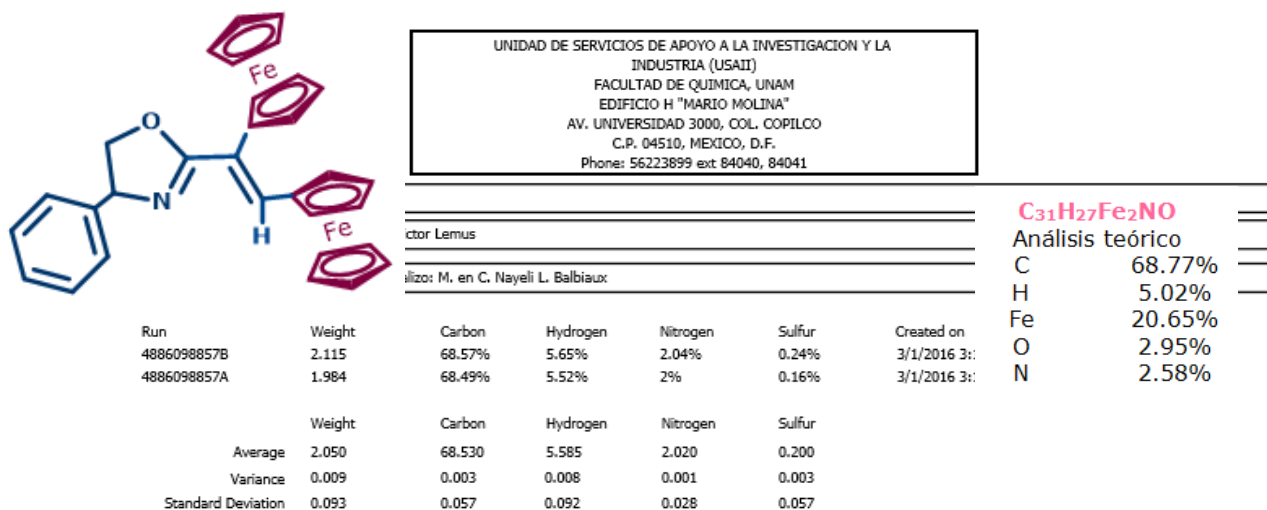 Fe
O
N
H
Fe
UNIDAD DE SERVICIOS DE APOYO A LA INVESTIGACION Y LA
INDUSTRIA (USAII)
FACULTAD DE QUIMICA, UNAM
EDIFICIO H "MARIO MOLINA"
AV. UNIVERSIDAD 3000, COL. COPILCO
C.P. 04510, MEXICO, D.F.
Phone: 56223899 ext 84040, 84041
ictor Lemus
alizo: M. en C. Nayeli L. Balbiaux
C₃₁H₂₇Fe₂NO
Análisis teórico
C 68.77%
H 5.02%
Fe 20.65%
O 2.95%
N 2.58%
Run Weight Carbon Hydrogen Nitrogen Sulfur Created on
4886098857B 2.115 68.57% 5.65% 2.04% 0.24% 3/1/2016 3:
4886098857A 1.984 68.49% 5.52% 2% 0.16% 3/1/2016 3:
Weight Carbon Hydrogen Nitrogen Sulfur
Average 2.050 68.530 5.585 2.020 0.200
Variance 0.009 0.003 0.008 0.001 0.003
Standard Deviation 0.093 0.057 0.092 0.028 0.057